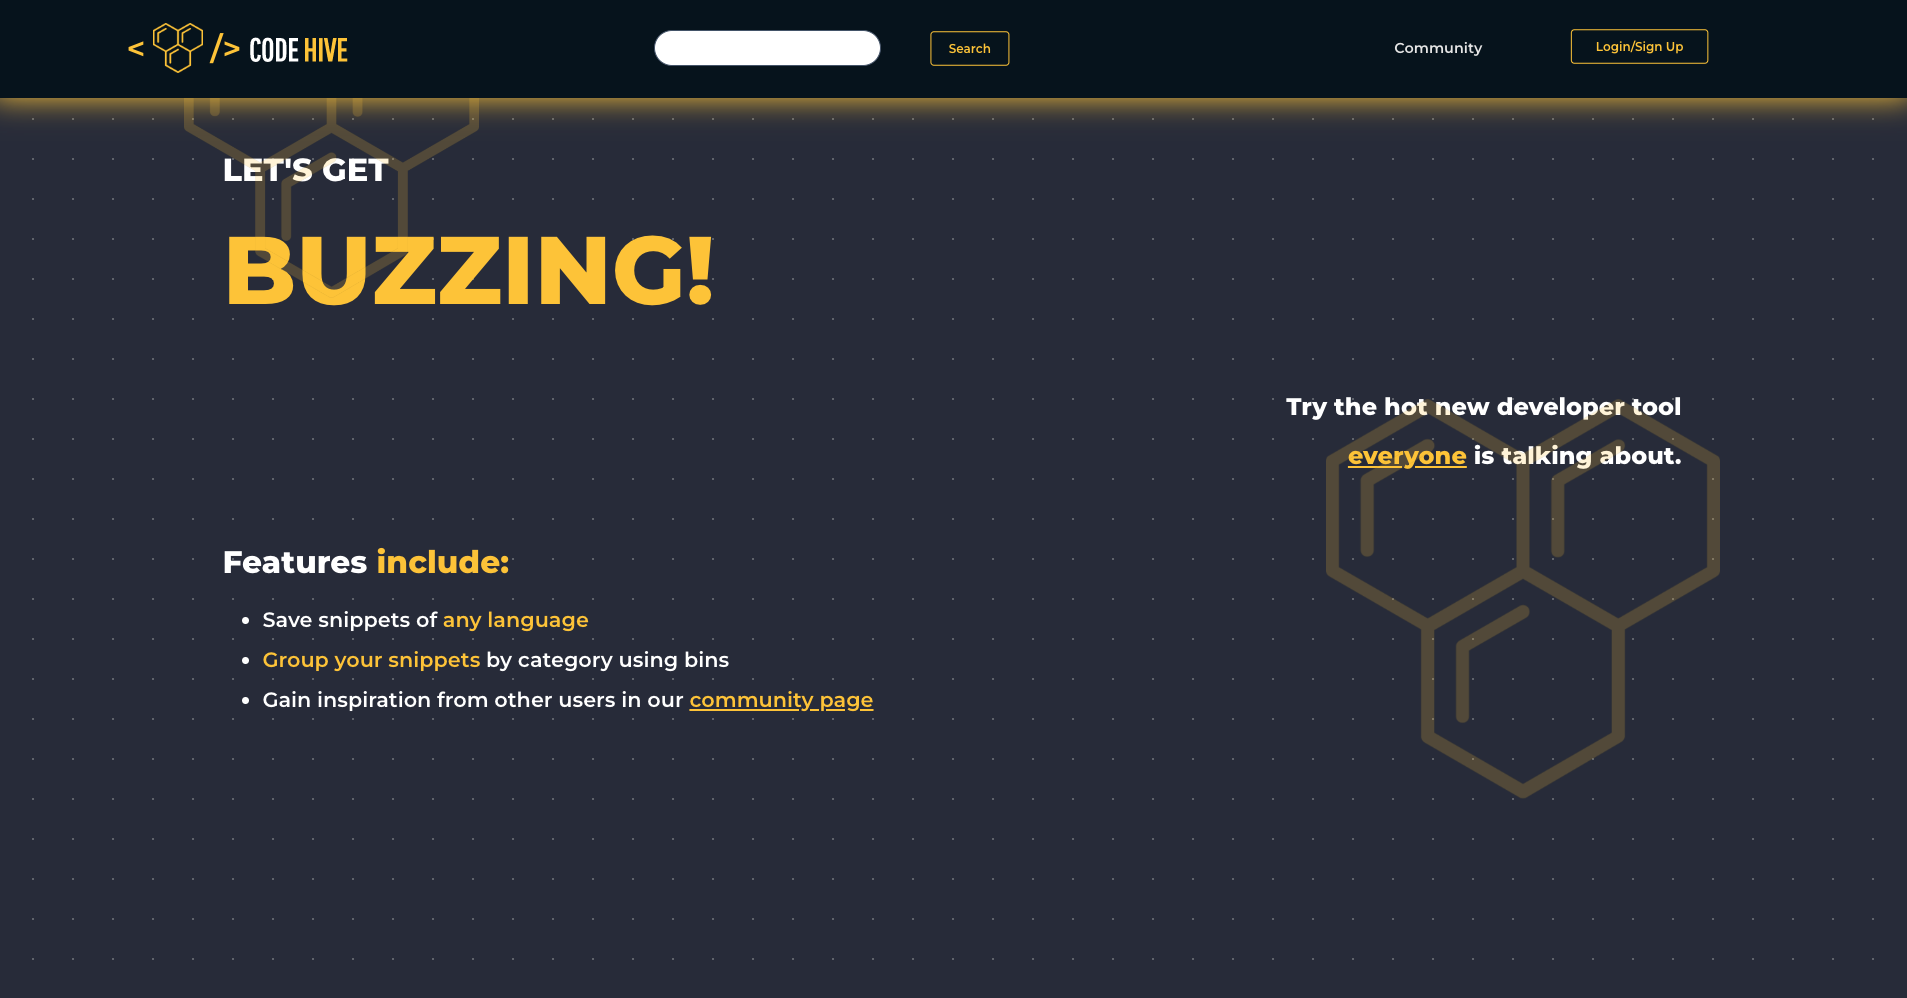 < /> CODE HIVE
Search
Community
Login/Sign Up
LET'S GET
BUZZING!
Try the hot new developer tool
everyone is talking about.
Features include:
• Save snippets of any language
• Group your snippets by category using bins
• Gain inspiration from other users in our community page